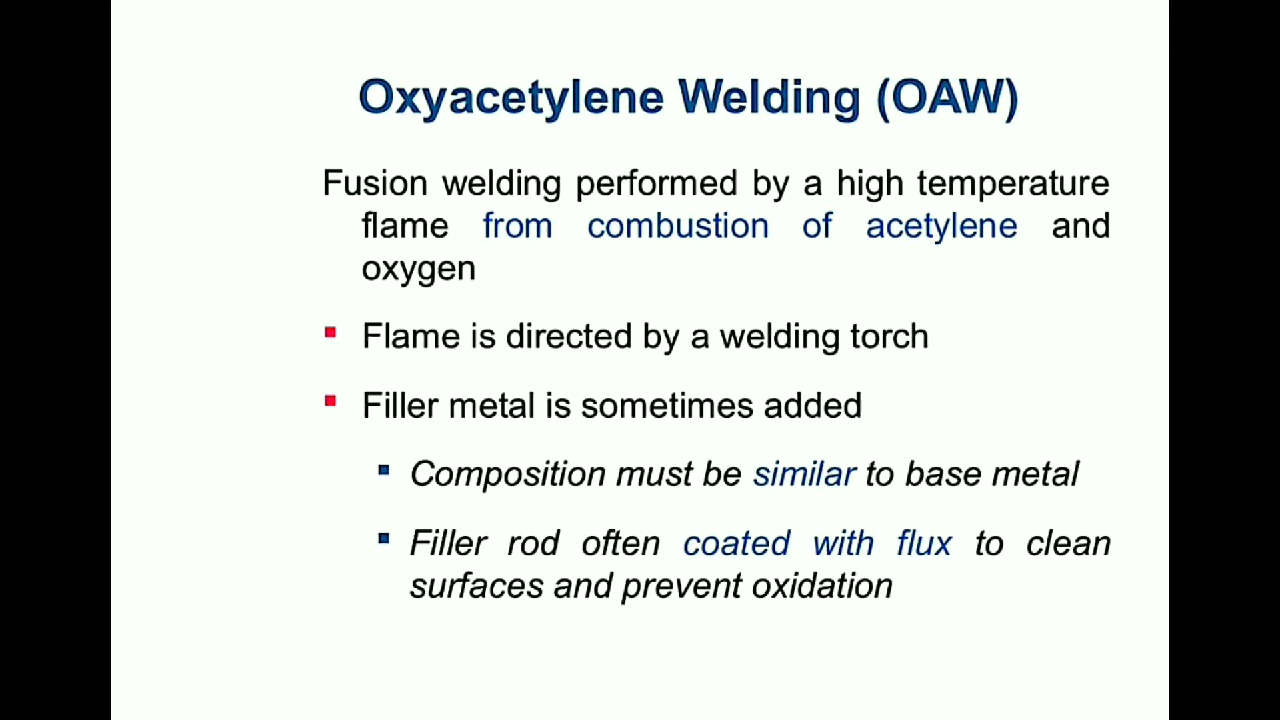 Oxyacetylene Welding (OAW)
Fusion welding performed by a high temperature
flame from combustion of acetylene and
oxygen
Flame is directed by a welding torch
Filler metal is sometimes added
Composition must be similar to base metal
Filler rod often coated with flux to clean
surfaces and prevent oxidation